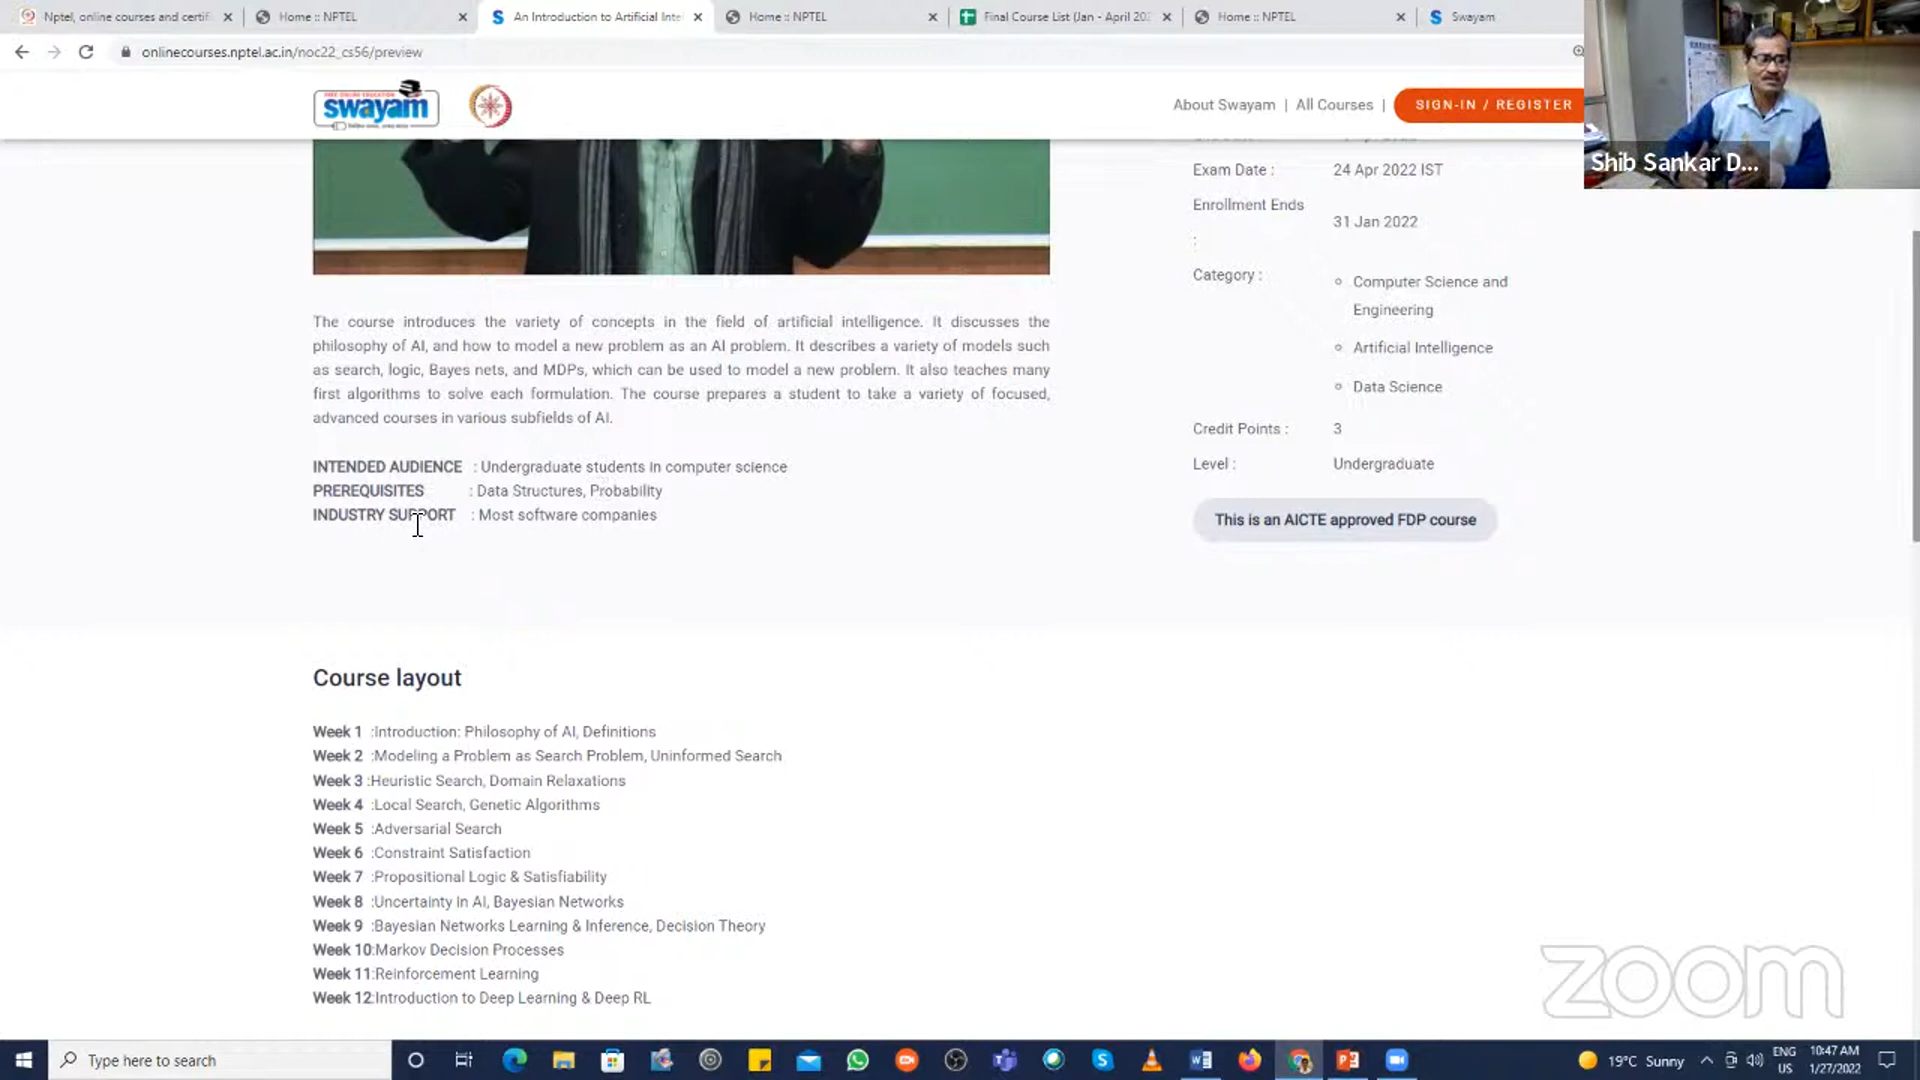 Nptel, online courses and certifi
Home :: NPTEL
An Introduction to Artificial Inte
Home :: NPTEL
Final Course List (Jan - April 202
Home :: NPTEL
Swayam
onlinecourses.nptel.ac.in/noc22_cs56/preview
swayam
About Swayam | All Courses |
SIGN-IN / REGISTER
Shib Sankar D...
Exam Date : 24 Apr 2022 IST
Enrollment Ends
: 31 Jan 2022
Category :
Computer Science and
Engineering
Artificial Intelligence
Data Science
Credit Points : 3
Level : Undergraduate
This is an AICTE approved FDP course
The course introduces the variety of concepts in the field of artificial intelligence. It discusses the
philosophy of AI, and how to model a new problem as an AI problem. It describes a variety of models such
as search, logic, Bayes nets, and MDPs, which can be used to model a new problem. It also teaches many
first algorithms to solve each formulation. The course prepares a student to take a variety of focused,
advanced courses in various subfields of AI.
INTENDED AUDIENCE : Undergraduate students in computer science
PREREQUISITES : Data Structures, Probability
INDUSTRY SUPPORT : Most software companies
Course layout
Week 1 :Introduction: Philosophy of AI, Definitions
Week 2 :Modeling a Problem as Search Problem, Uninformed Search
Week 3 :Heuristic Search, Domain Relaxations
Week 4 :Local Search, Genetic Algorithms
Week 5 :Adversarial Search
Week 6 :Constraint Satisfaction
Week 7 :Propositional Logic & Satisfiability
Week 8 :Uncertainty in AI, Bayesian Networks
Week 9 :Bayesian Networks Learning & Inference, Decision Theory
Week 10:Markov Decision Processes
Week 11:Reinforcement Learning
Week 12:Introduction to Deep Learning & Deep RL
zoom
Type here to search
19°C Sunny
ENG
US
10:47 AM
1/27/2022